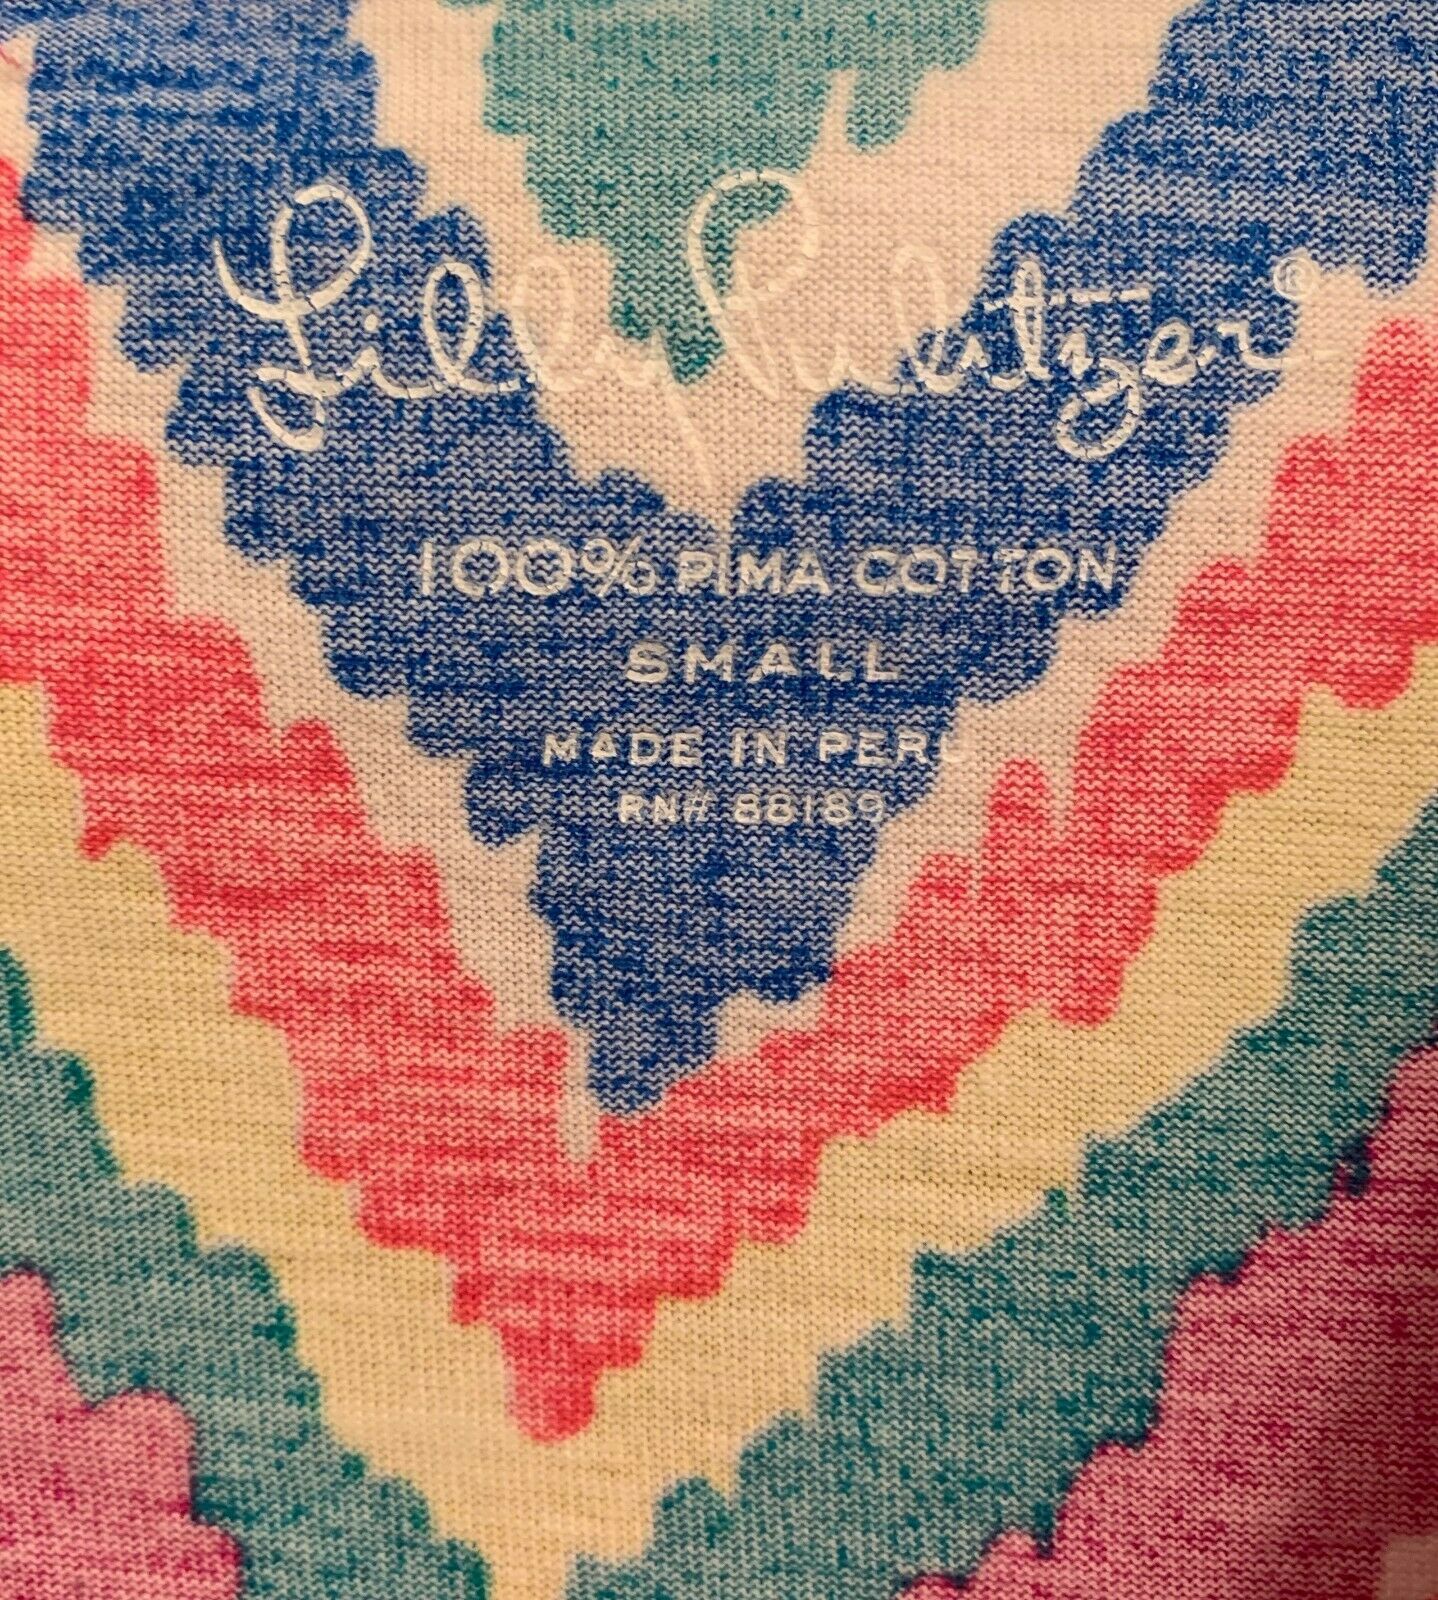 Lilly Pulitzer®
100% PIMA COTTON
SMALL
MADE IN PERU
RN# 88189